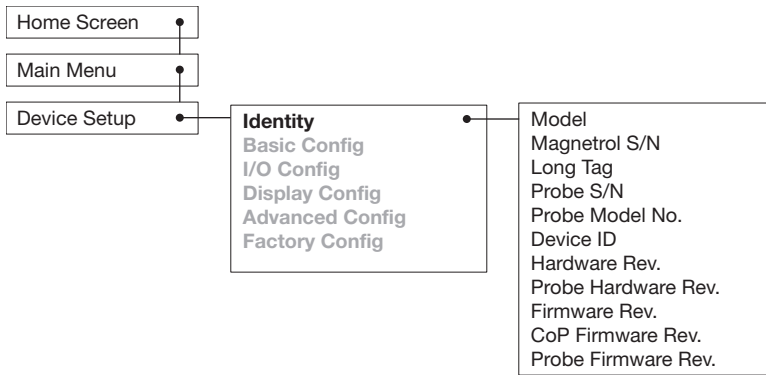 Home Screen
Main Menu
Device Setup
Identity
Basic Config
I/O Config
Display Config
Advanced Config
Factory Config
Model
Magnetrol S/N
Long Tag
Probe S/N
Probe Model No.
Device ID
Hardware Rev.
Probe Hardware Rev.
Firmware Rev.
CoP Firmware Rev.
Probe Firmware Rev.